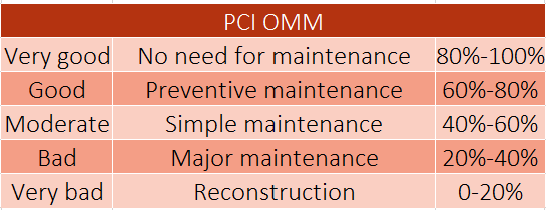 PCI OMM
Very good No need for maintenance 80%-100%
Good Preventive maintenance 60%-80%
Moderate Simple maintenance 40%-60%
Bad Major maintenance 20%-40%
Very bad Reconstruction 0-20%